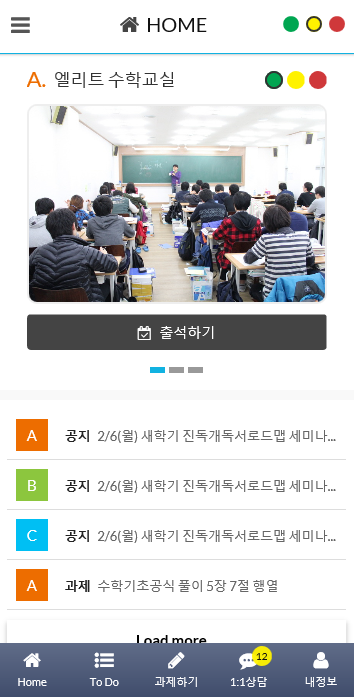 HOME
A. 엘리트 수학교실
출석하기
A 공지 2/6(월) 새학기 진독개독서로드맵 세미나...
B 공지 2/6(월) 새학기 진독개독서로드맵 세미나...
C 공지 2/6(월) 새학기 진독개독서로드맵 세미나...
A 과제 수학기초공식 풀이 5장 7절 행열
Load more
12
Home To Do 과제하기 1:1상담 내정보